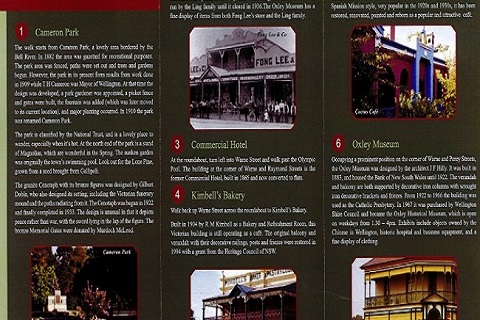 1 Cameron Park
The walk starts from Cameron Park, a lovely area bordered by the
Bell River. In 1882 the area was gazetted for recreational purposes.
The park area was fenced, paths were cut and trees and gardens
begun. However, the park in its present form results from work done
in 1909 while T H Cameron was Mayor of Wellington. At that time the
design was developed, a park gardener was appointed, a picket fence
and gates were built, the fountain was added (which was later moved
to its current location), and major planting occurred. In 1910 the park
was renamed Cameron Park.
The park is classified by the National Trust, and is a lovely place to
wander, especially when it's hot. At the north end of the park is a stand
of Magnolias, which are wonderful in the Spring. The sunken garden
was originally the town's swimming pool. Look out for the Lone Pine,
grown from a seed brought from Gallipoli.
The granite Cenotaph with its bronze figures was designed by Gilbert
Doble, who also designed its setting, including the Victorian finery
around and the paths radiating from it. The Cenotaph was begun in 1922
and finally completed in 1933. The design is unusual in that it depicts
peace rather than war, with the sword lying in the lap of the figure. The
bronze Memorial Gates were donated by Murdoch McLeod.
Cameron Park
run by the Ling family until it closed in 1936. The Oxley Museum has
a fine display of items from both Fong Lee's store and the Ling family.
Fong Lee & Co
FONG LEE
3 Commercial Hotel
At the roundabout, turn left into Warne Street and walk past the Olympic
Pool. The building at the corner of Warne and Raymond Streets is the
former Commercial Hotel, built in 1865 and now converted to flats.
4 Kimbell's Bakery
Walk back up Warne Street across the roundabout to Kimbell's Bakery.
Built in 1904 by R M Kimbell as a Bakery and Refreshment Room, this
Victorian building is still operating as a café. The original balcony and
verandah with their decorative railings, posts and friezes were restored in 1994
with a grant from the Heritage Council of NSW.
Spanish Mission style, very popular in the 1920s and 1930s, it has been
restored, renovated, painted and reborn as a popular and attractive café.
Cactus Cafe
6 Oxley Museum
Occupying a prominent position on the corner of Warne and Percy Streets,
the Oxley Museum was designed by the architect J P Hilly. It was built in
1883, and housed the Bank of New South Wales until 1922. The verandah
and balcony are both supported by decorative iron columns with wrought
iron decorative brackets and friezes. From 1922 to 1966 the building was
used as the Catholic Presbytery. In 1967 it was purchased by Wellington
Shire Council and became the Oxley Historical Museum, which is open
on weekdays from 1.30 – 4pm. Exhibits include objects owned by the
Chinese in Wellington, historic hospital and business equipment, and a
fine display of clothing.